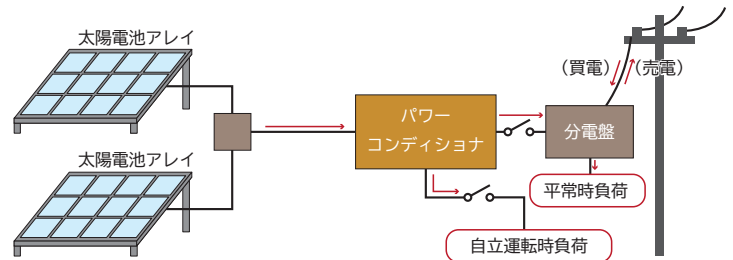 太陽電池アレイ
太陽電池アレイ
パワー
コンディショナ
（買電）
（売電）
分電盤
平常時負荷
自立運転時負荷